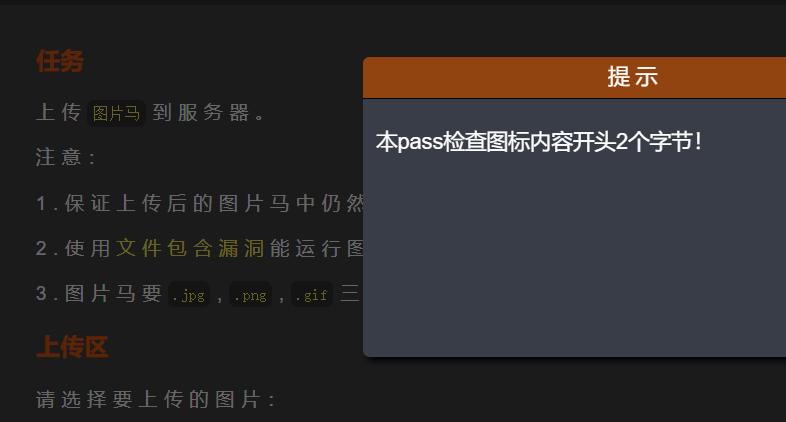 任务
提示
上传 图片马 到服务器。
本pass检查图标内容开头2个字节！
注意：
1.保证上传后的图片马中仍然
2.使用文件包含漏洞能运行图
3.图片马要 .jpg , .png , .gif 三
上传区
请选择要上传的图片：